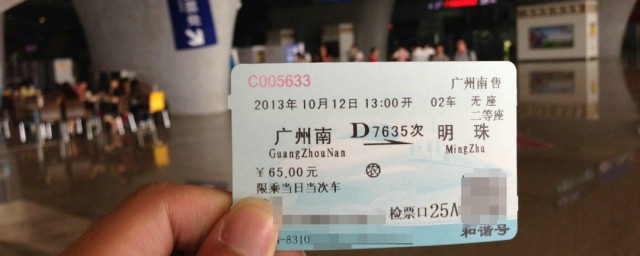 C005633 广州南售
2013年10月12日 13:00开 02车 无座
二等座
广州南 D7635次 明珠
GuangZhouNan MingZhu
￥65.00元 农
限乘当日当次车
检票口25A
-8310
和谐号